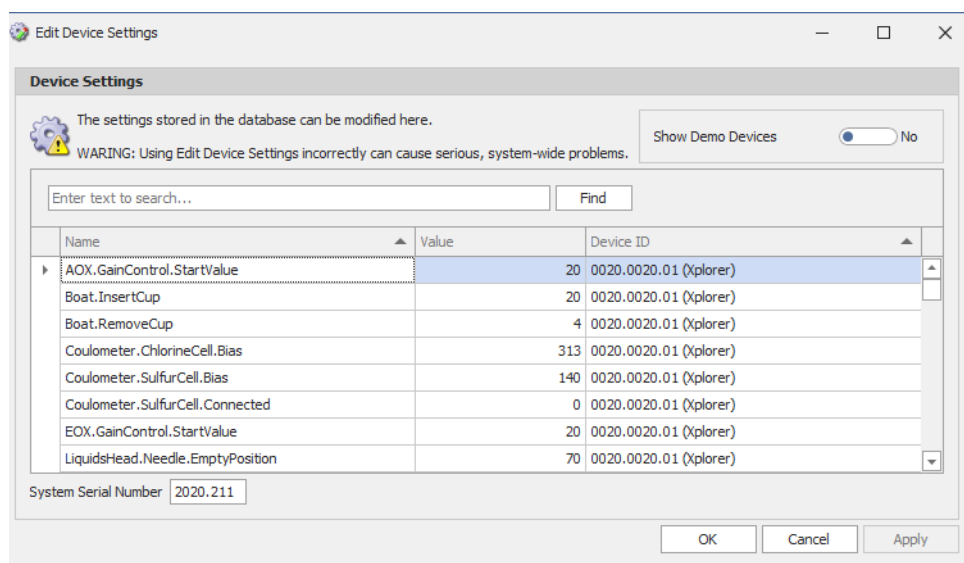 Edit Device Settings
Device Settings
The settings stored in the database can be modified here.
WARING: Using Edit Device Settings incorrectly can cause serious, system-wide problems.
Show Demo Devices No
Enter text to search... Find
Name Value Device ID
AOX.GainControl.StartValue 20 0020.0020.01 (Xplorer)
Boat.InsertCup 20 0020.0020.01 (Xplorer)
Boat.RemoveCup 4 0020.0020.01 (Xplorer)
Coulometer.ChlorineCell.Bias 313 0020.0020.01 (Xplorer)
Coulometer.SulfurCell.Bias 140 0020.0020.01 (Xplorer)
Coulometer.SulfurCell.Connected 0 0020.0020.01 (Xplorer)
EOX.GainControl.StartValue 20 0020.0020.01 (Xplorer)
LiquidsHead.Needle.EmptyPosition 70 0020.0020.01 (Xplorer)
System Serial Number 2020.211
OK Cancel Apply